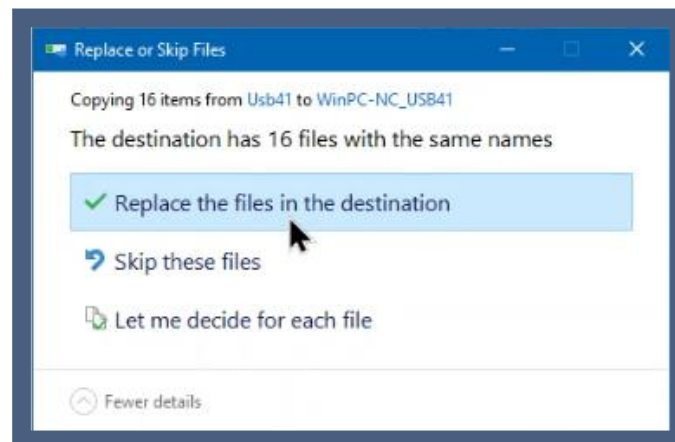 Replace or Skip Files
Copying 16 items from Usb41 to WinPC-NC_USB41
The destination has 16 files with the same names
Replace the files in the destination
Skip these files
Let me decide for each file
Fewer details